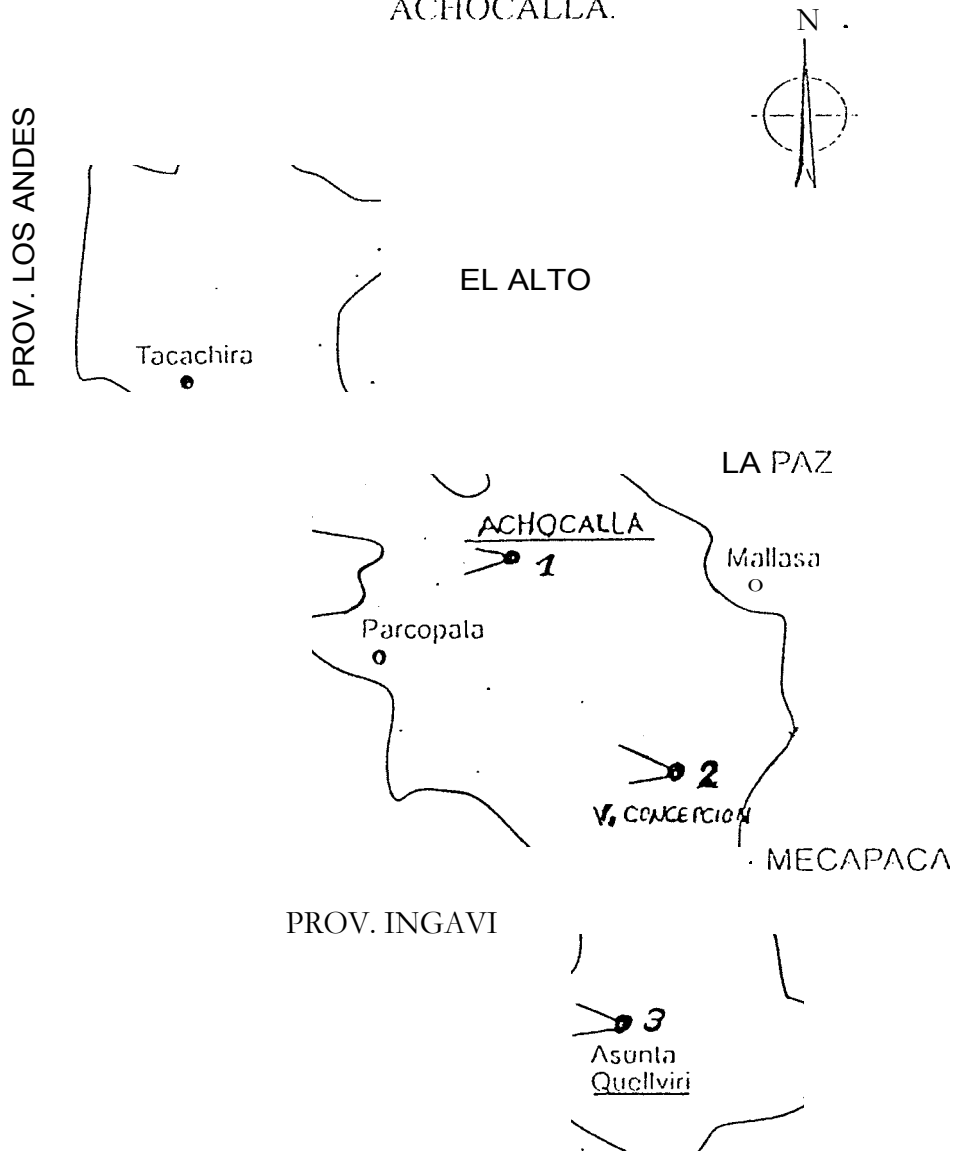 ACHOCALLA.
N
PROV. LOS ANDES
EL ALTO
Tacachira
LA PAZ
ACHOCALLA
1
Mallasa
Parcopala
2
V. CONCEPCION
MECAPACA
PROV. INGAVI
3
Asunta
Quellviri